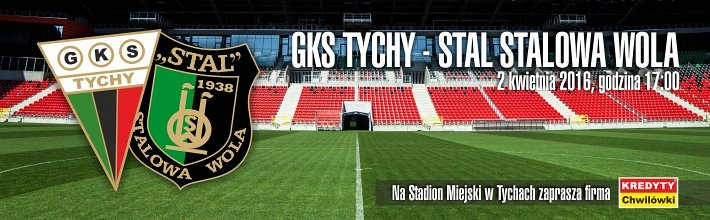 GKS TYCHY - STAL STALOWA WOLA
2 kwietnia 2016, godzina 17:00
GKS
TYCHY
„STAL”
1938
STALOWA WOLA
Na Stadion Miejski w Tychach zaprasza firma
KREDYTY
Chwilówki